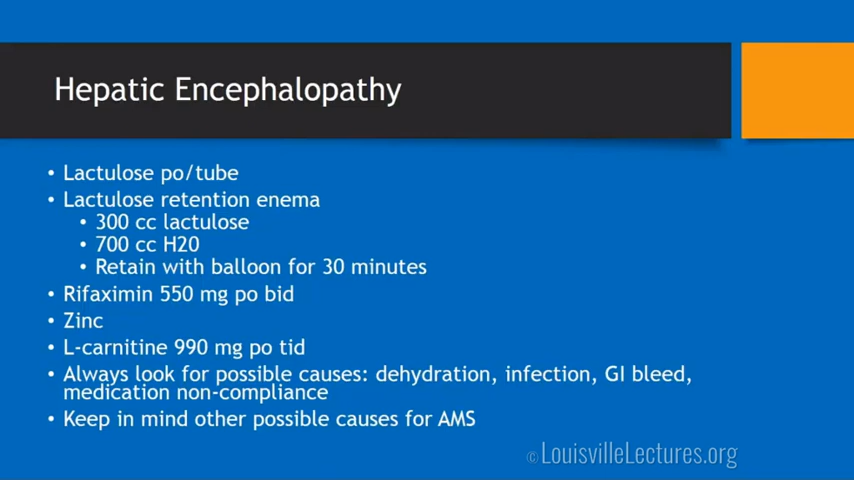 Hepatic Encephalopathy
• Lactulose po/tube
• Lactulose retention enema
• 300 cc lactulose
• 700 cc H20
• Retain with balloon for 30 minutes
• Rifaximin 550 mg po bid
• Zinc
• L-carnitine 990 mg po tid
• Always look for possible causes: dehydration, infection, GI bleed,
medication non-compliance
• Keep in mind other possible causes for AMS
© LouisvilleLectures.org